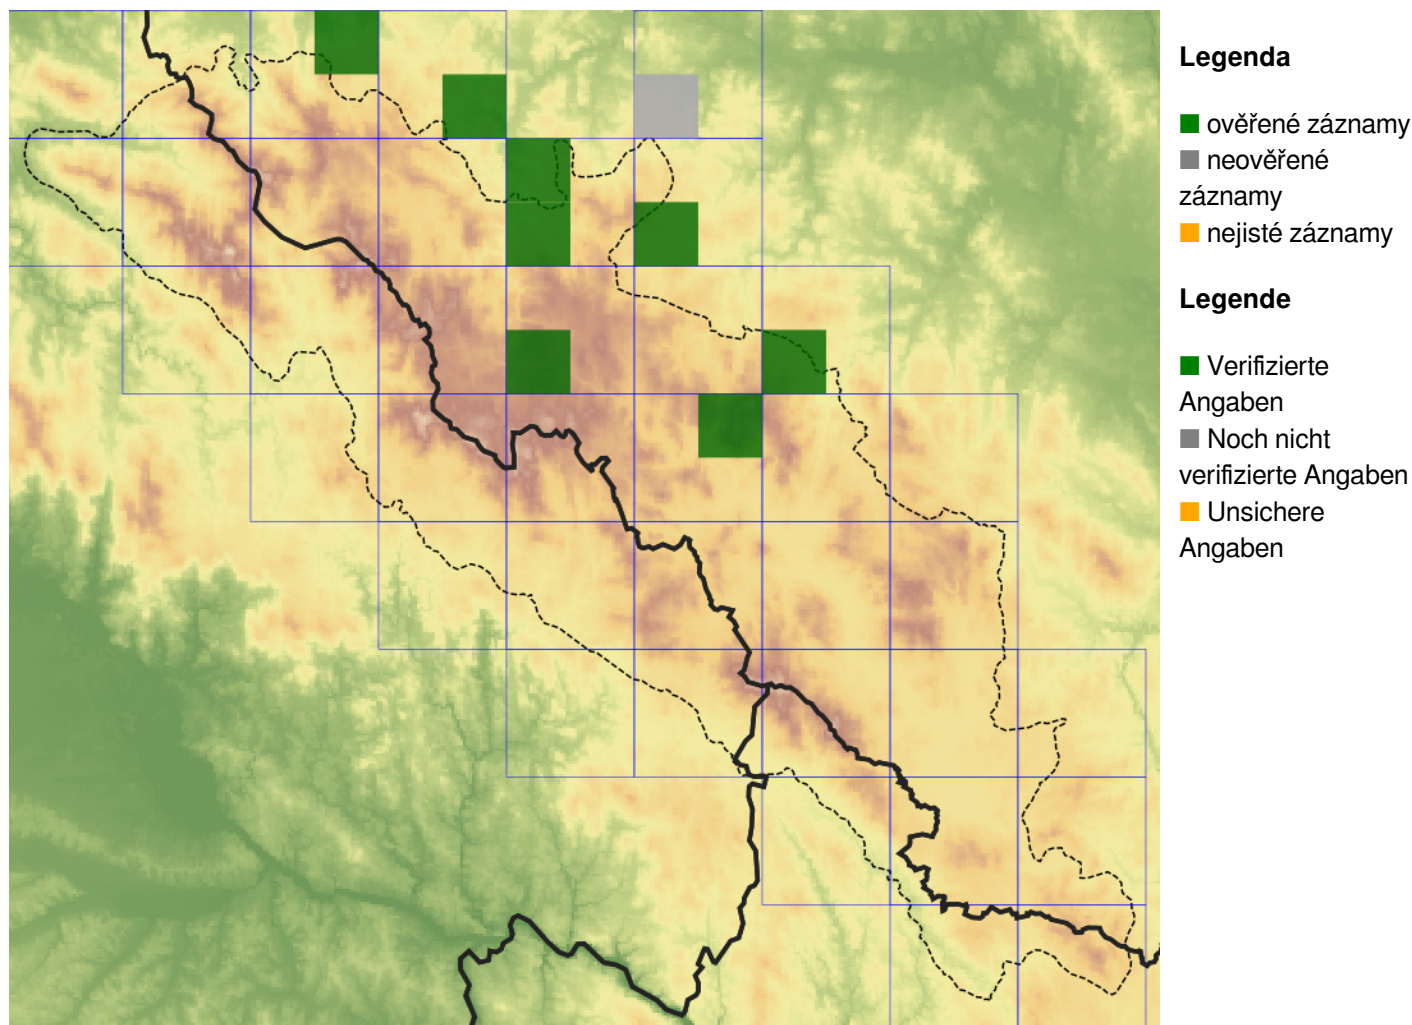 Legenda
ověřené záznamy
neověřené
záznamy
nejisté záznamy
Legende
Verifizierte
Angaben
Noch nicht
verifizierte Angaben
Unsichere
Angaben